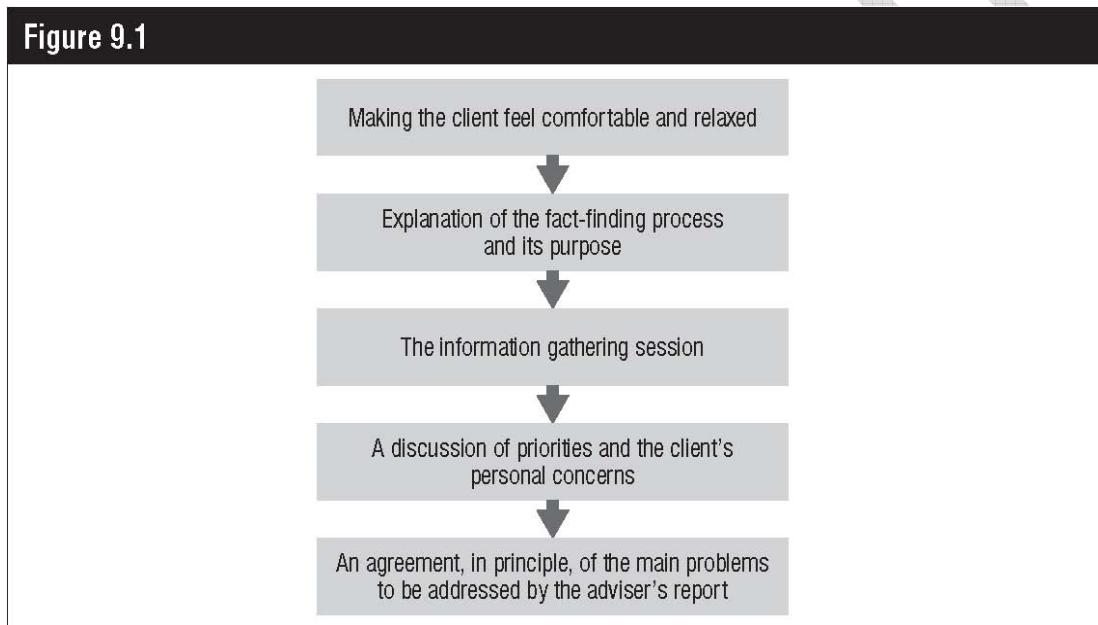 Figure 9.1
Making the client feel comfortable and relaxed
Explanation of the fact-finding process
and its purpose
The information gathering session
A discussion of priorities and the client's
personal concerns
An agreement, in principle, of the main problems
to be addressed by the adviser's report